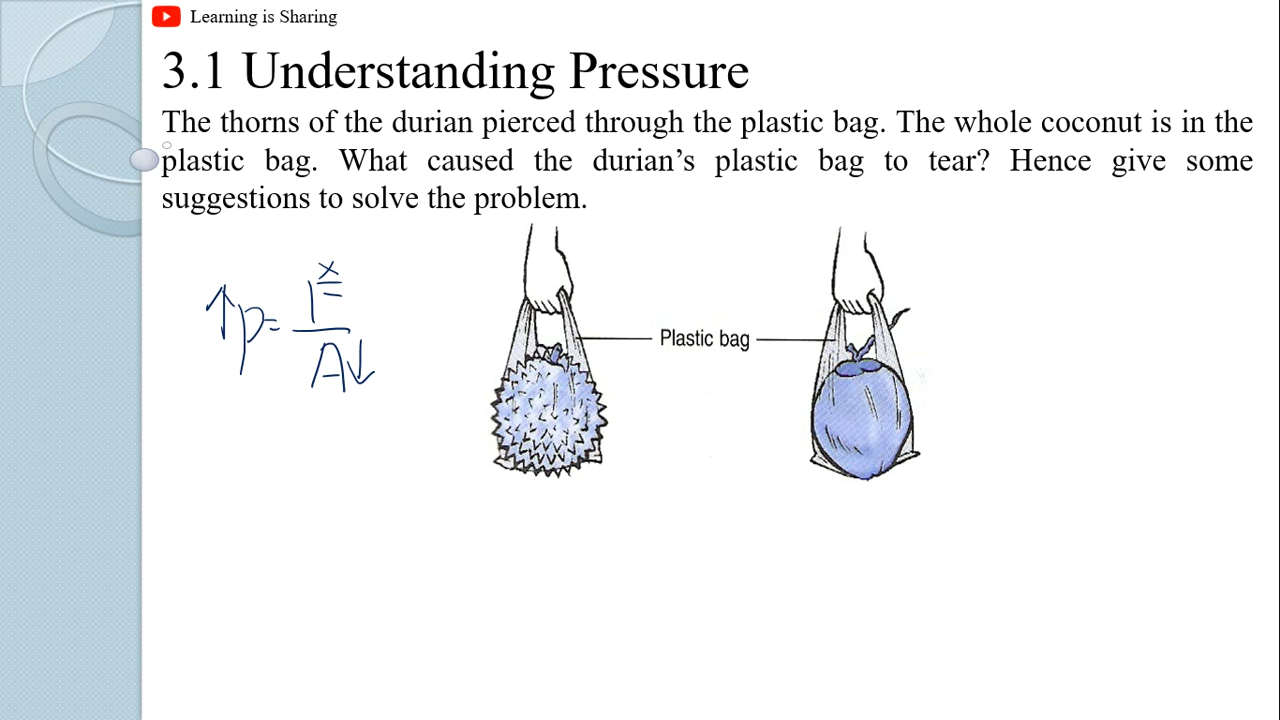 Learning is Sharing
3.1 Understanding Pressure
The thorns of the durian pierced through the plastic bag. The whole coconut is in the
plastic bag. What caused the durian’s plastic bag to tear? Hence give some
suggestions to solve the problem.
↑p = F
A↓
Plastic bag